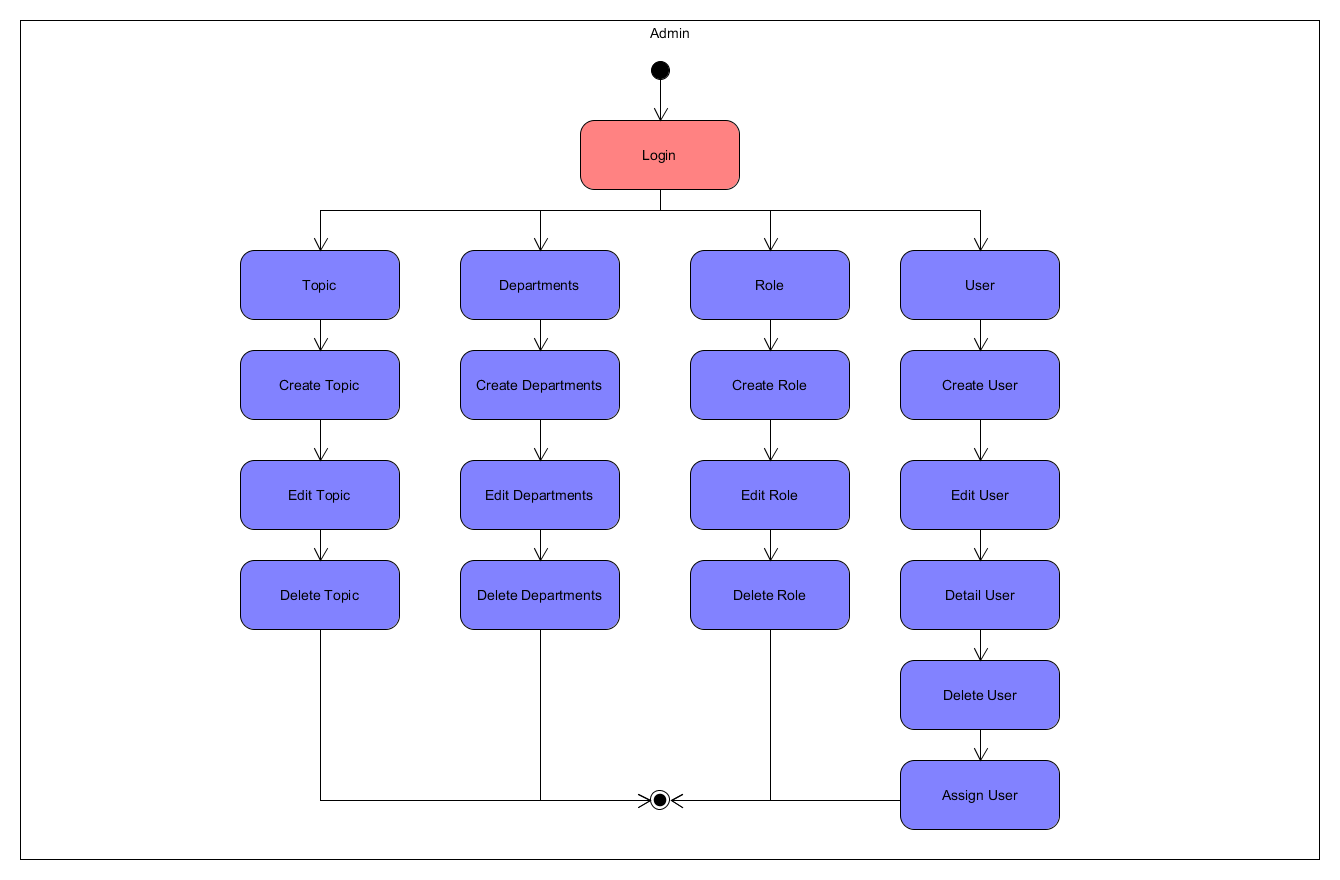 Admin
Login
Topic
Departments
Role
User
Create Topic
Create Departments
Create Role
Create User
Edit Topic
Edit Departments
Edit Role
Edit User
Delete Topic
Delete Departments
Delete Role
Detail User
Delete User
Assign User